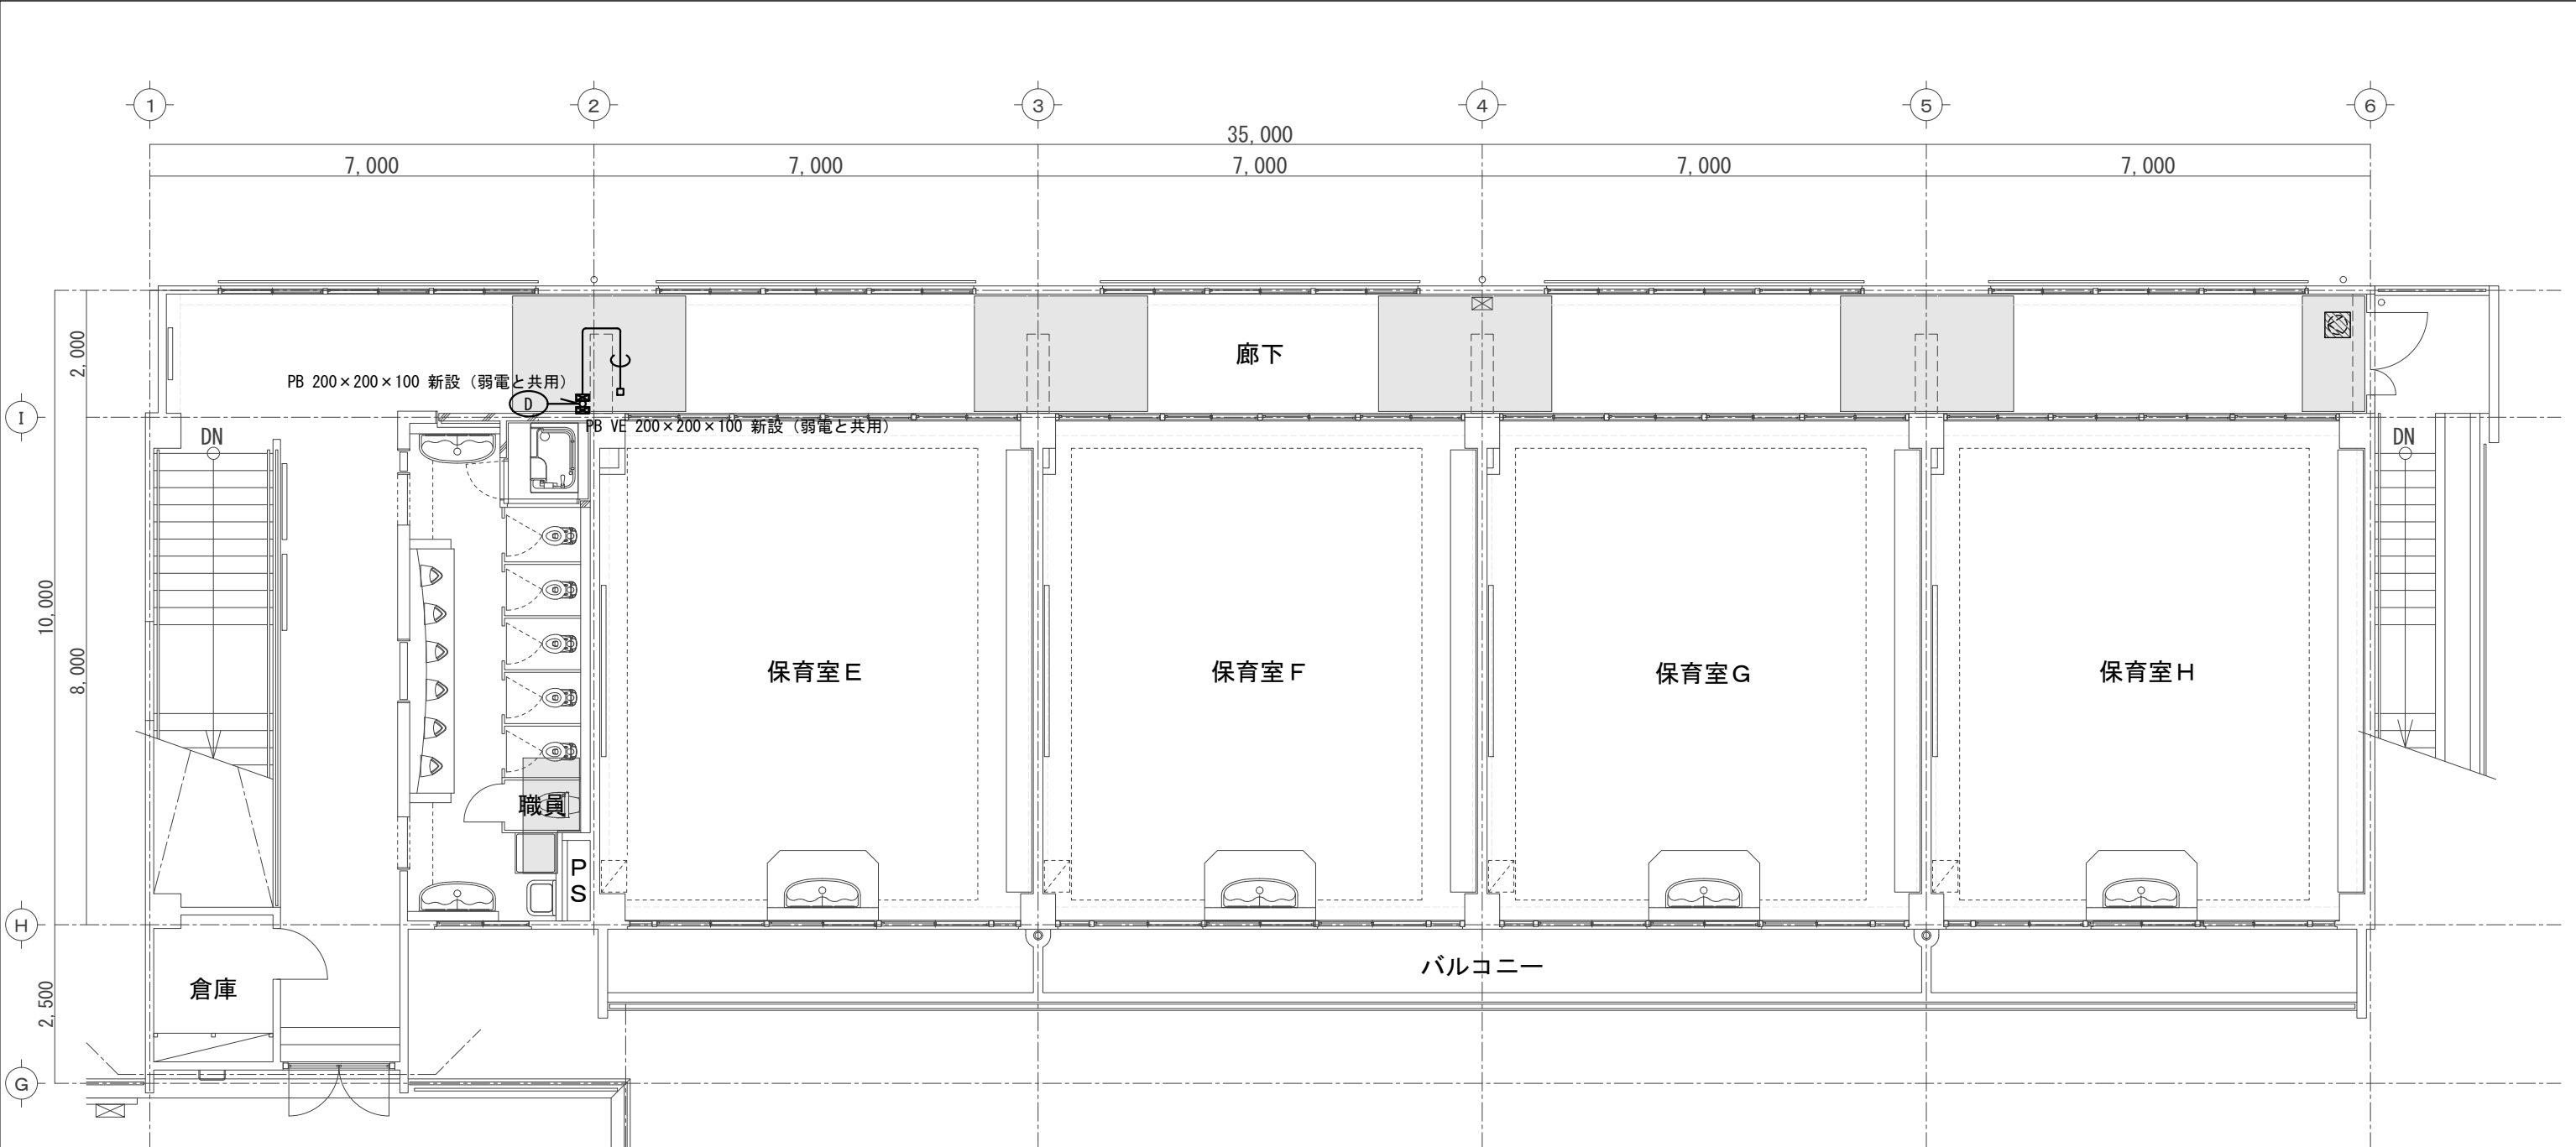 1 2 3 4 5 6
35,000
7,000 7,000 7,000 7,000 7,000
2,000
廊下
PB 200×200×100 新設（弱電と共用）
D
I
PB VE 200×200×100 新設（弱電と共用）
DN
DN
10,000
8,000
保育室E
保育室F
保育室G
保育室H
職員
PS
H
バルコニー
倉庫
2,500
G